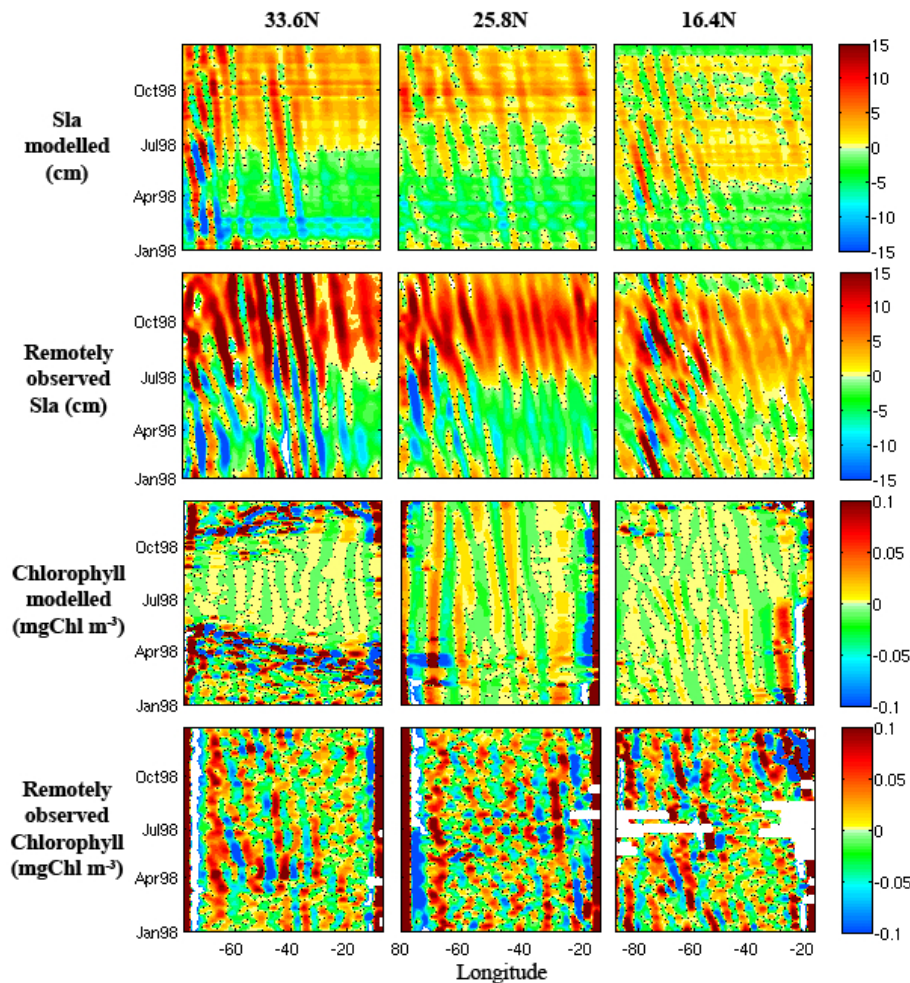 33.6N 25.8N 16.4N
Sla
modelled
(cm)
Oct98
Jul98
Apr98
Jan98
15
10
5
0
-5
-10
-15
Remotely
observed
Sla (cm)
Oct98
Jul98
Apr98
Jan98
15
10
5
0
-5
-10
-15
Chlorophyll
modelled
(mgChl m⁻³)
Oct98
Jul98
Apr98
Jan98
0.1
0.05
0
-0.05
-0.1
Remotely
observed
Chlorophyll
(mgChl m⁻³)
Oct98
Jul98
Apr98
Jan98
0.1
0.05
0
-0.05
-0.1
-60 -40 -20 80 -60 -40 -20 -80 -60 -40 -20
Longitude